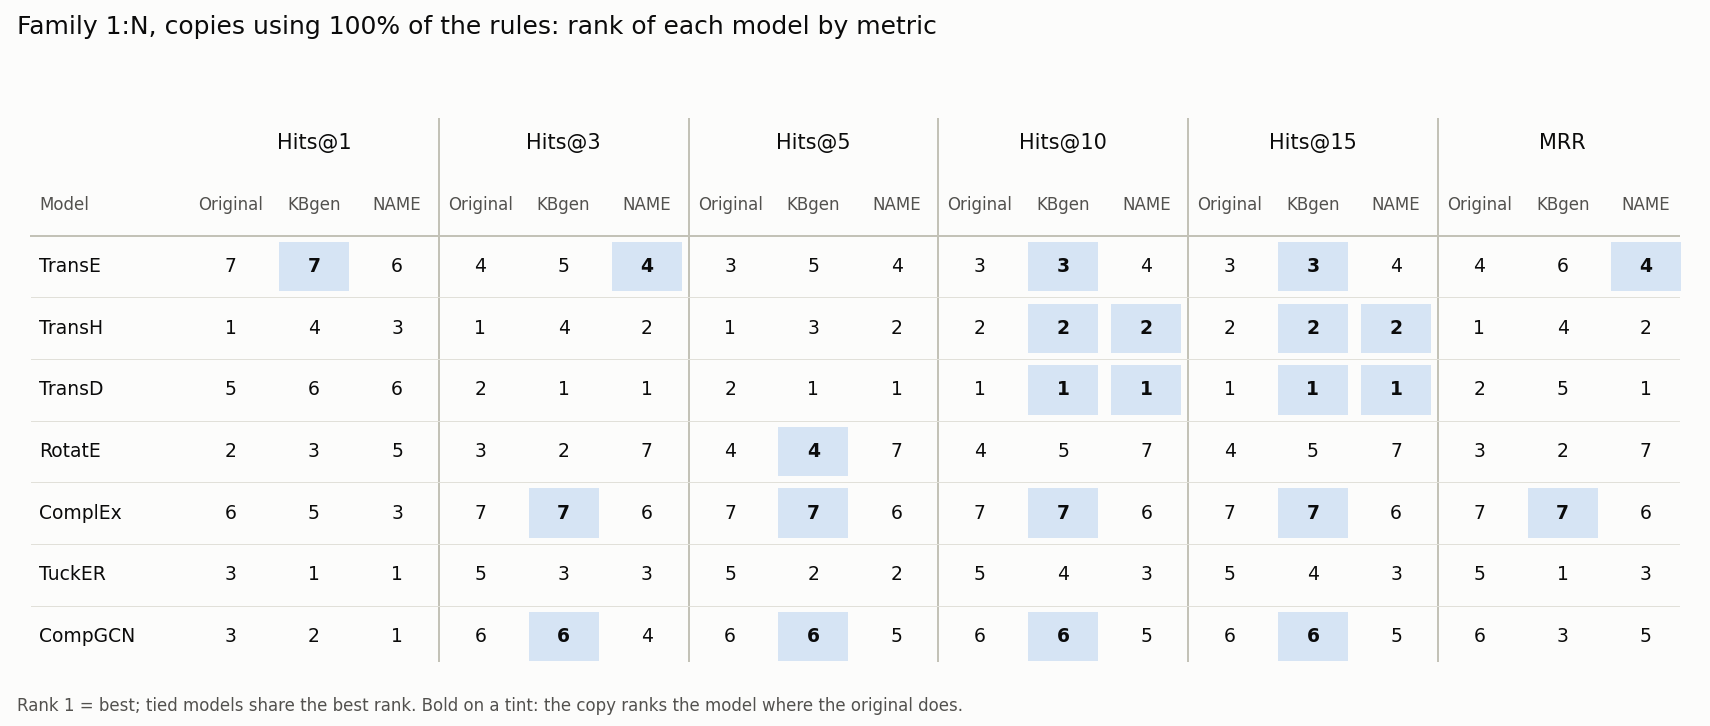 Family 1:N, copies using 100% of the rules: rank of each model by metric
Hits@1 Hits@3 Hits@5 Hits@10 Hits@15 MRR
Model Original KBgen NAME Original KBgen NAME Original KBgen NAME Original KBgen NAME Original KBgen NAME Original KBgen NAME
TransE 7 7 6 4 5 4 3 5 4 3 3 4 3 3 4 4 6 4
TransH 1 4 3 1 4 2 1 3 2 2 2 2 2 2 2 1 4 2
TransD 5 6 6 2 1 1 2 1 1 1 1 1 1 1 1 2 5 1
RotatE 2 3 5 3 2 7 4 4 7 4 5 7 4 5 7 3 2 7
ComplEx 6 5 3 7 7 6 7 7 6 7 7 6 7 7 6 7 7 6
TuckER 3 1 1 5 3 3 5 2 2 5 4 3 5 4 3 5 1 3
CompGCN 3 2 1 6 6 4 6 6 5 6 6 5 6 6 5 6 3 5
Rank 1 = best; tied models share the best rank. Bold on a tint: the copy ranks the model where the original does.